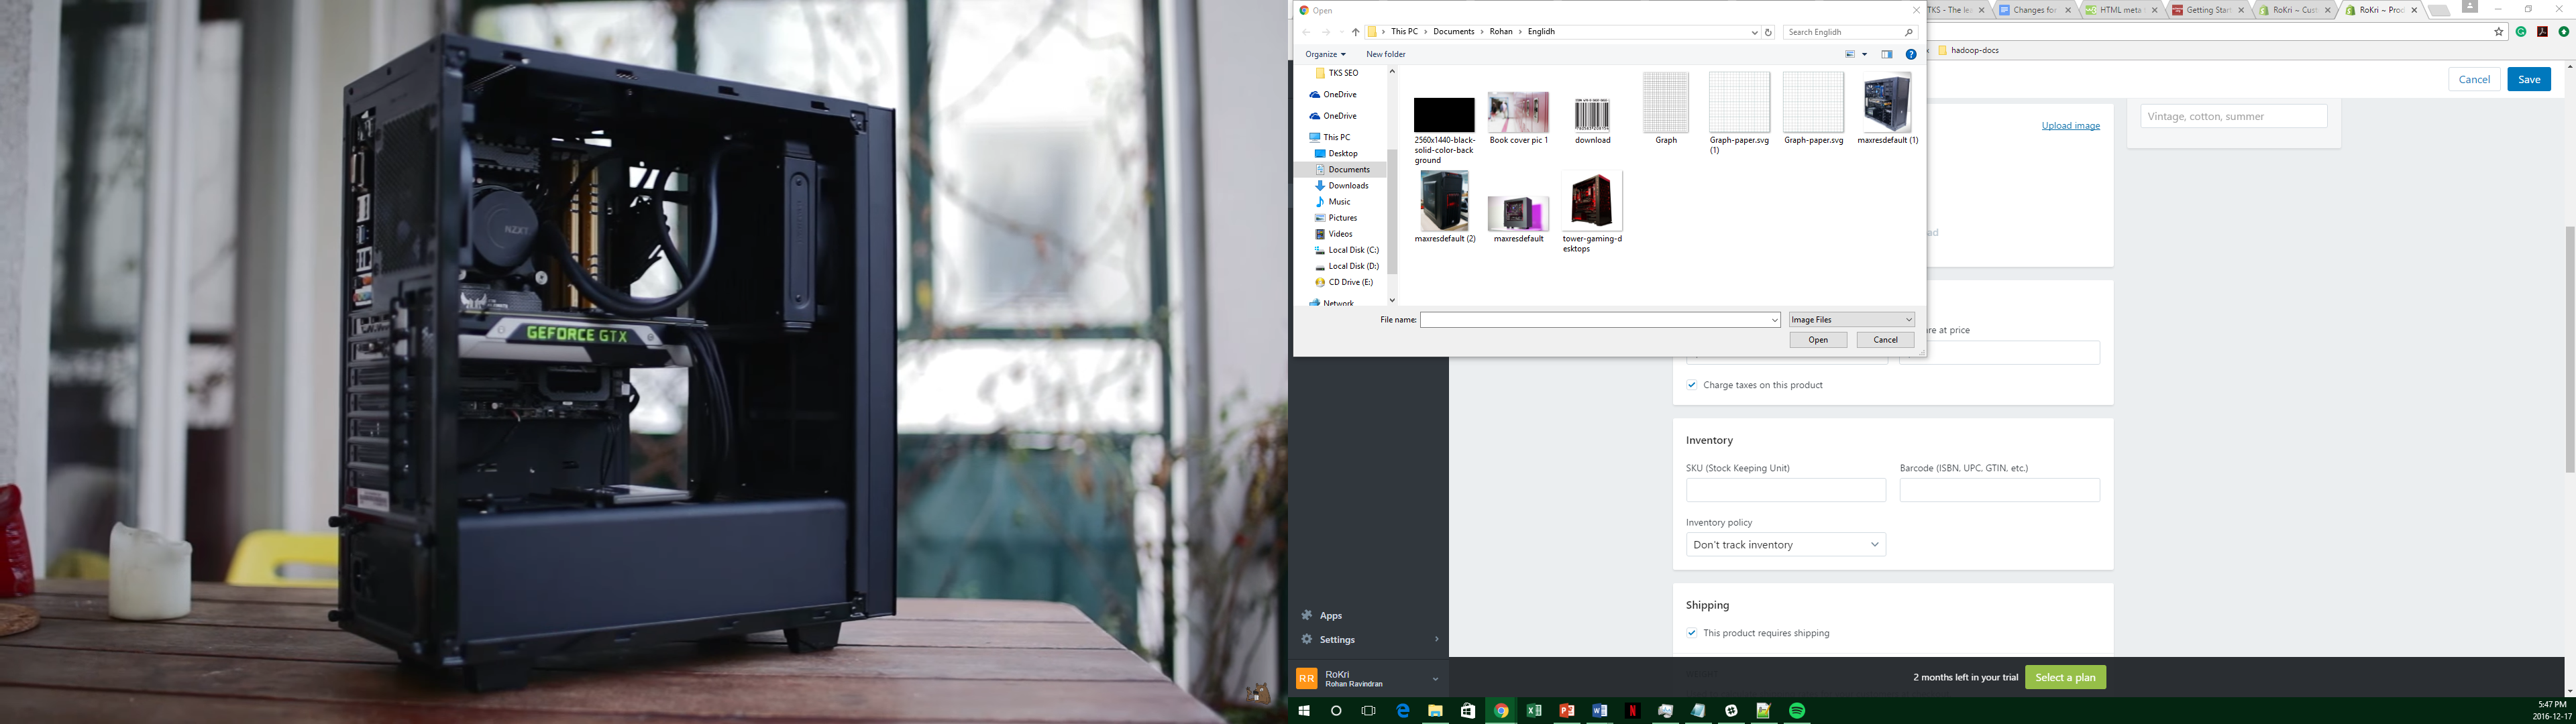 NZXT
GEFORCE GTX
Open
This PC > Documents > Rohan > Englidh
Search Englidh
Organize
New folder
TKS SEO
OneDrive
OneDrive
This PC
Desktop
Documents
Downloads
Music
Pictures
Videos
Local Disk (C:)
Local Disk (D:)
CD Drive (E:)
Network
2560x1440-black-
solid-color-back
ground
Book cover pic 1
download
Graph
Graph-paper.svg
(1)
Graph-paper.svg
maxresdefault (1)
maxresdefault (2)
maxresdefault
tower-gaming-d
esktops
File name:
Image Files
Open
Cancel
TKS - The lea
Changes for
HTML meta
Getting Start
RoKri ~ Cust
RoKri ~ Prod
hadoop-docs
Cancel
Save
Upload image
Vintage, cotton, summer
are at price
Charge taxes on this product
Inventory
SKU (Stock Keeping Unit)
Barcode (ISBN, UPC, GTIN, etc.)
Inventory policy
Don't track inventory
Shipping
This product requires shipping
Apps
Settings
RR
RoKri
Rohan Ravindran
2 months left in your trial
Select a plan
5:47 PM
2016-12-17